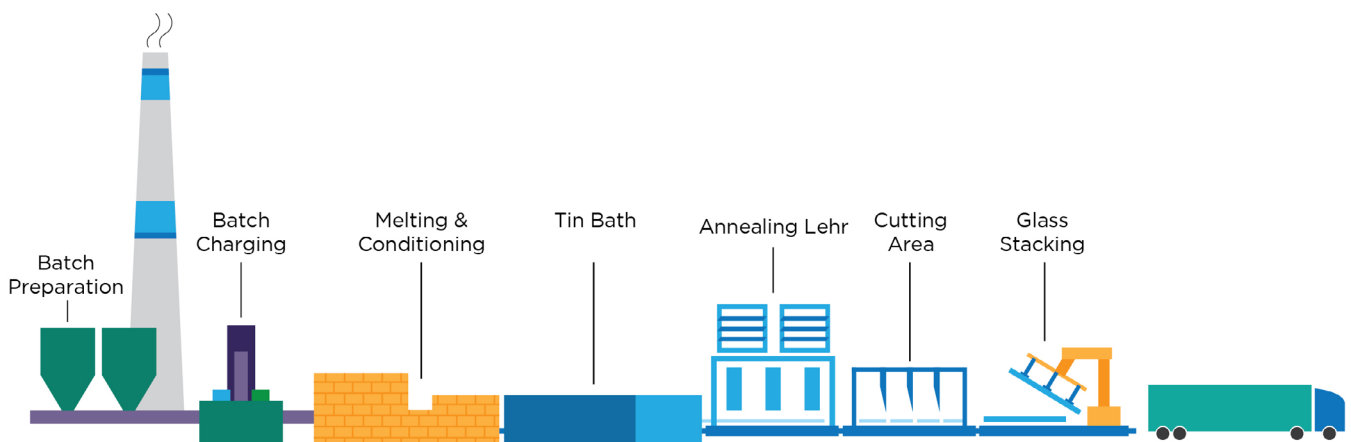 Batch
Preparation
Batch
Charging
Melting &
Conditioning
Tin Bath
Annealing Lehr
Cutting
Area
Glass
Stacking